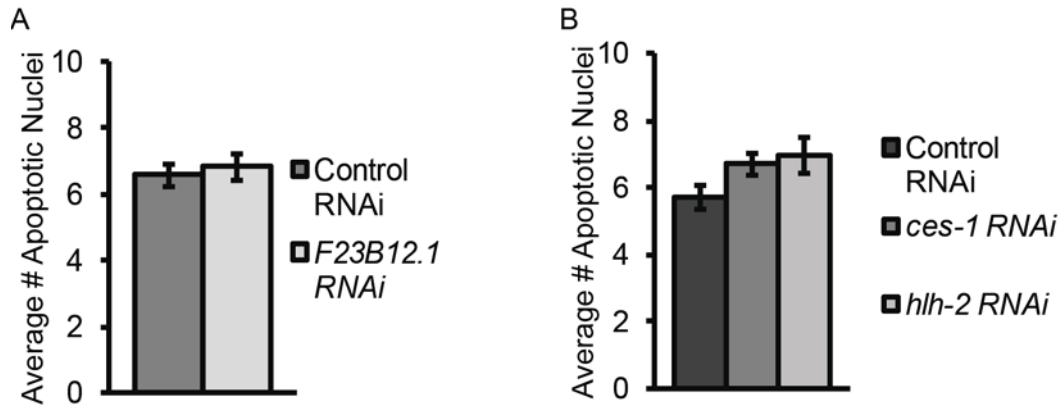 A
Average # Apoptotic Nuclei
10
8
6
4
2
0
Control
RNAi
F23B12.1
RNAi
B
Average # Apoptotic Nuclei
10
8
6
4
2
0
Control
RNAi
ces-1 RNAi
hlh-2 RNAi